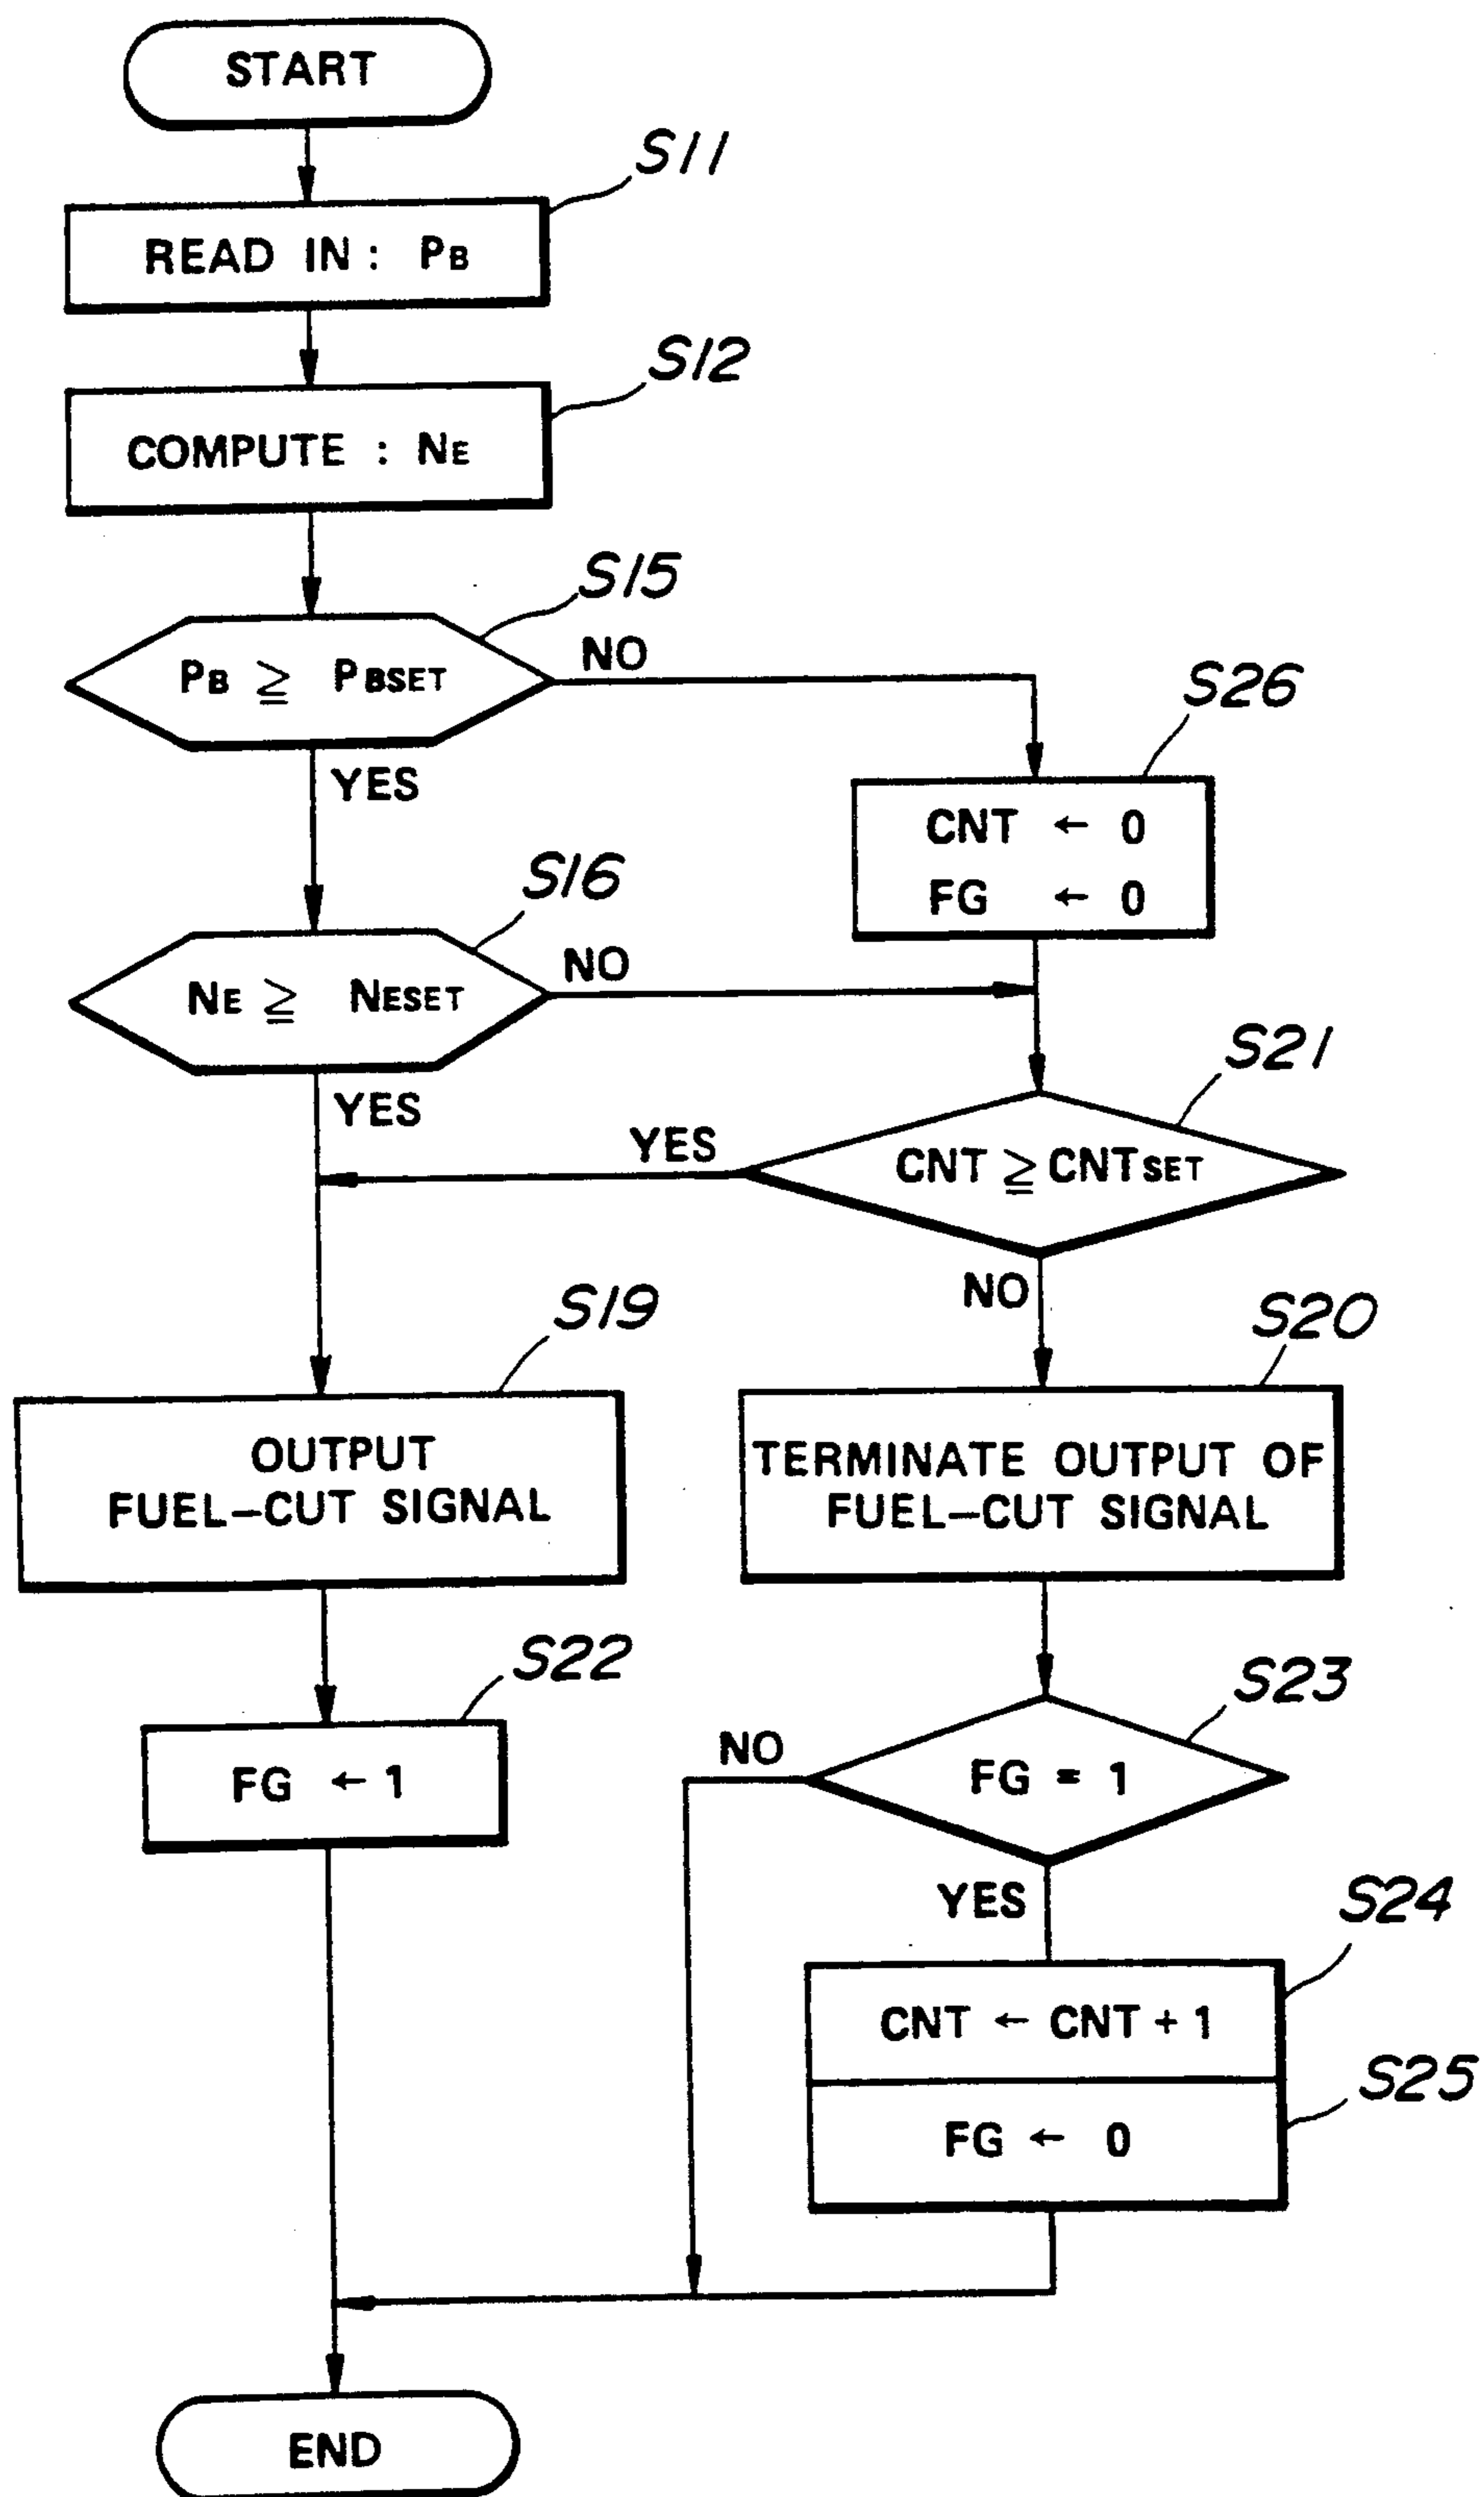 START
S11
READ IN : PB
S12
COMPUTE : NE
S15
PB ≧ PBSET
NO
YES
S26
CNT ← 0
FG ← 0
S16
NE ≧ NESET
NO
YES
S21
CNT ≧ CNTSET
YES
NO
S19
OUTPUT
FUEL-CUT SIGNAL
S20
TERMINATE OUTPUT OF
FUEL-CUT SIGNAL
S22
FG ← 1
S23
FG = 1
NO
YES
S24
CNT ← CNT + 1
S25
FG ← 0
END